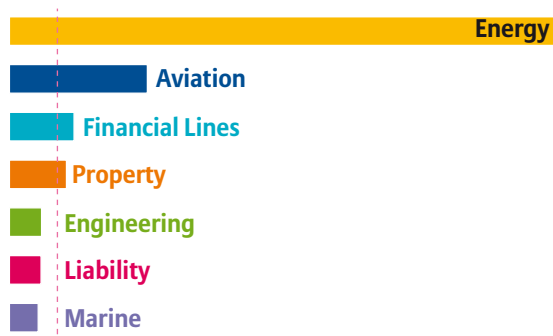 Energy
Aviation
Financial Lines
Property
Engineering
Liability
Marine